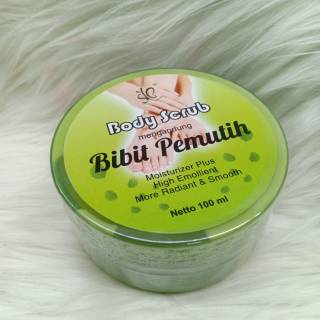 Body Scrub
mengandung
Bibit Pemutih
Moisturizer Plus
High Emollient
More Radiant & Smooth
Netto 100 ml